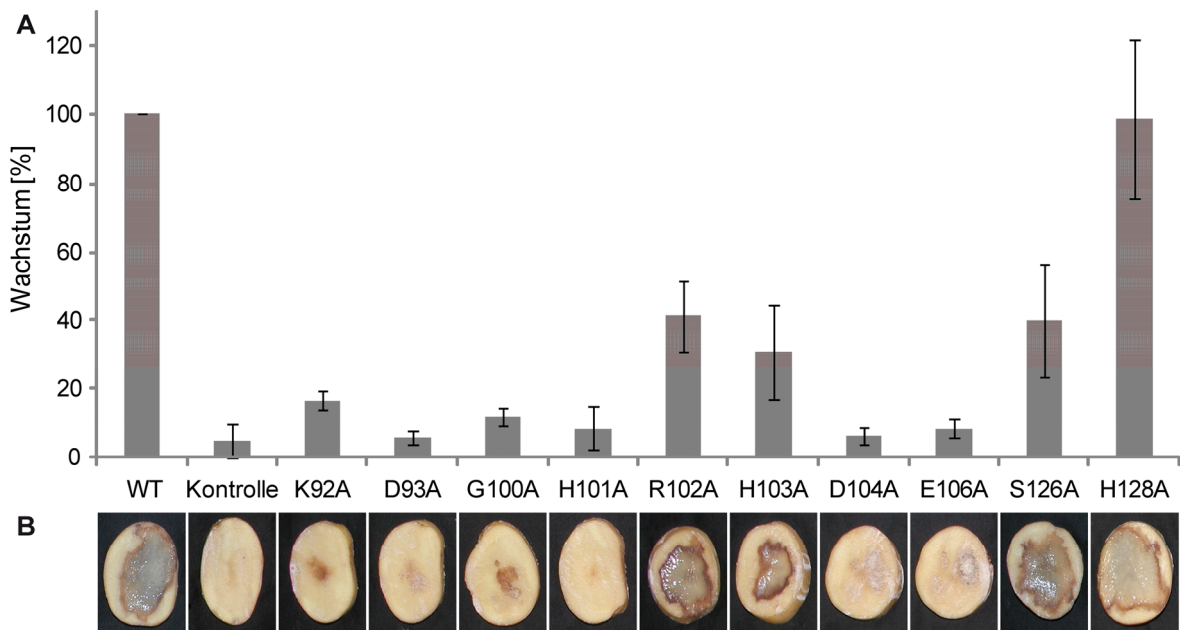 A
Wachstum [%]
120
100
80
60
40
20
0
WT Kontrolle K92A D93A G100A H101A R102A H103A D104A E106A S126A H128A
B